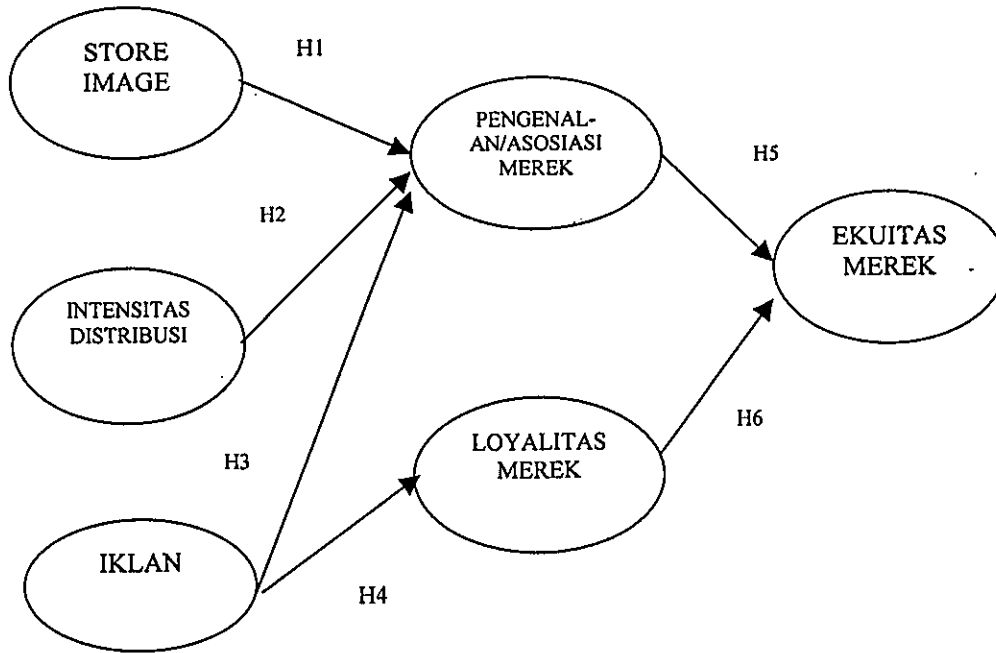 STORE
IMAGE
H1
PENGENAL-
AN/ASOSIASI
MEREK
H5
H2
EKUITAS
MEREK
INTENSITAS
DISTRIBUSI
H3
LOYALITAS
MEREK
H6
IKLAN
H4